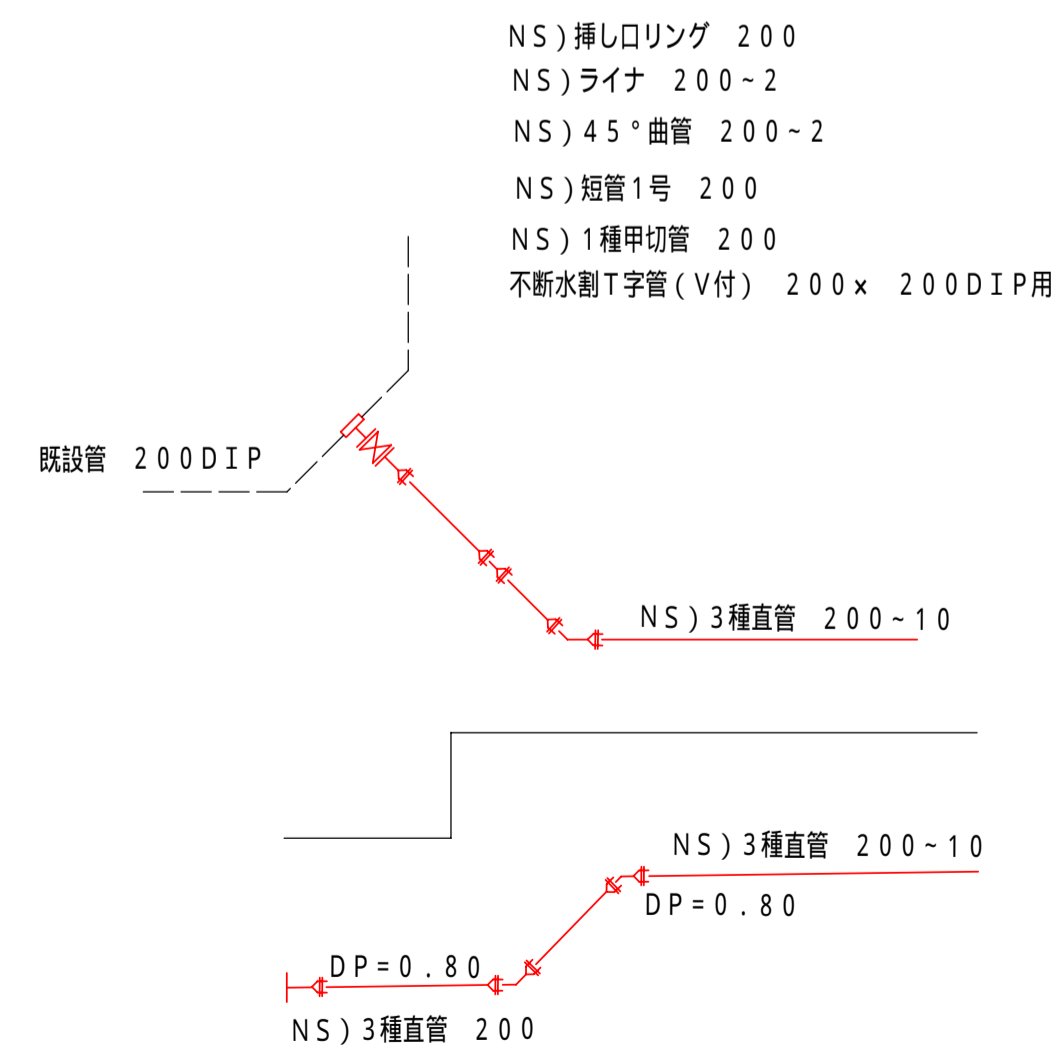 NS)挿し口リング　200
NS)ライナ　200~2
NS)45°曲管　200~2
NS)短管1号　200
NS)1種甲切管　200
不断水割T字管(V付)　200×　200DIP用
既設管　200DIP
NS)3種直管　200~10
NS)3種直管　200~10
DP=0.80
DP=0.80
NS)3種直管　200